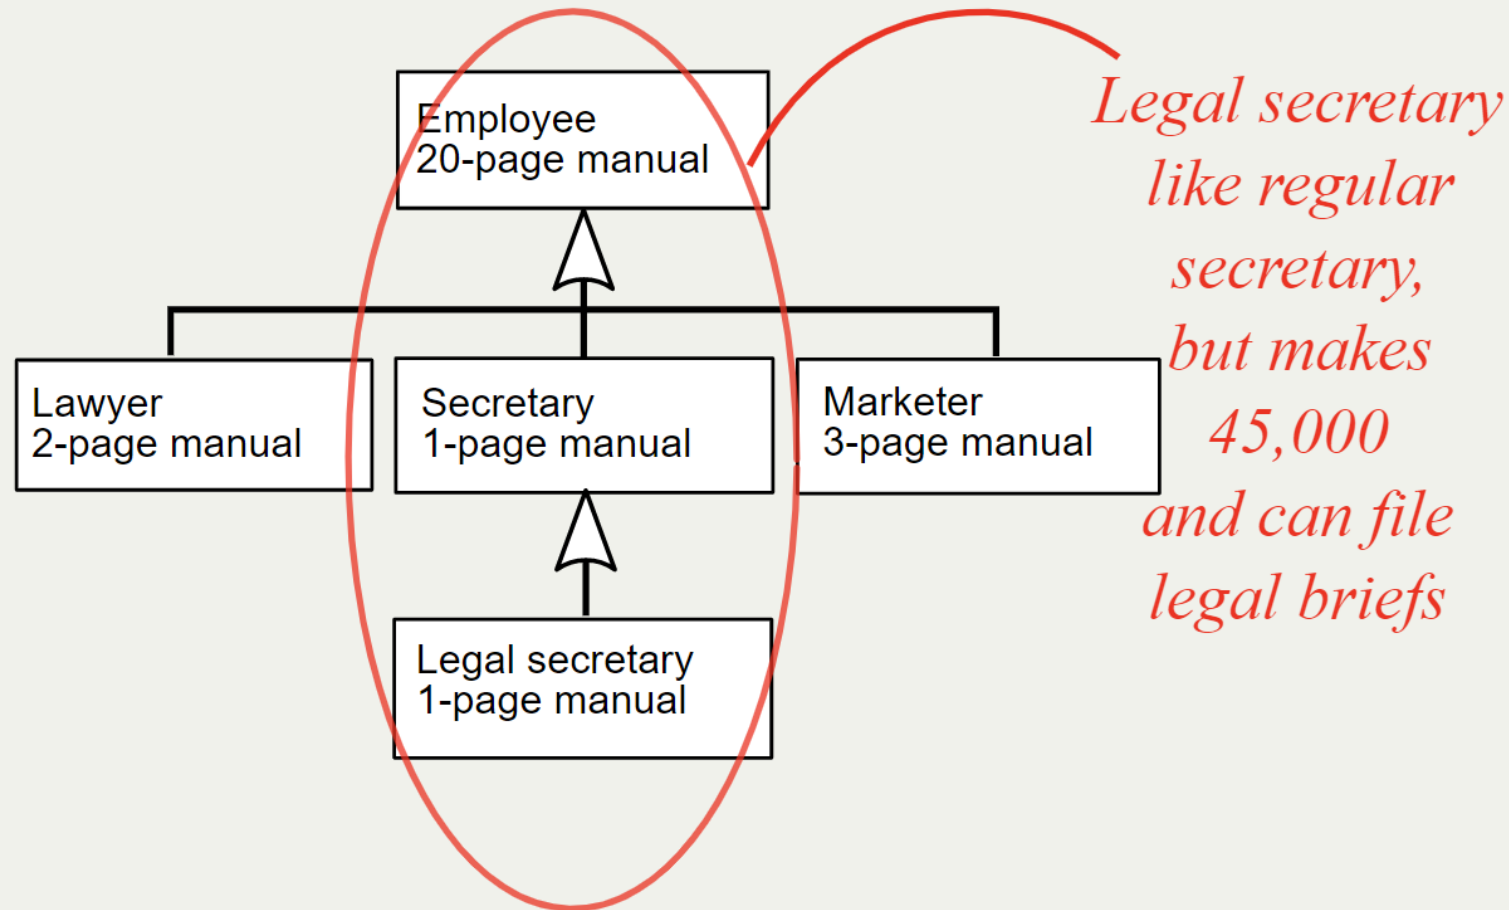 Employee
20-page manual
Legal secretary
like regular
secretary,
but makes
45,000
and can file
legal briefs
Lawyer
2-page manual
Secretary
1-page manual
Marketer
3-page manual
Legal secretary
1-page manual